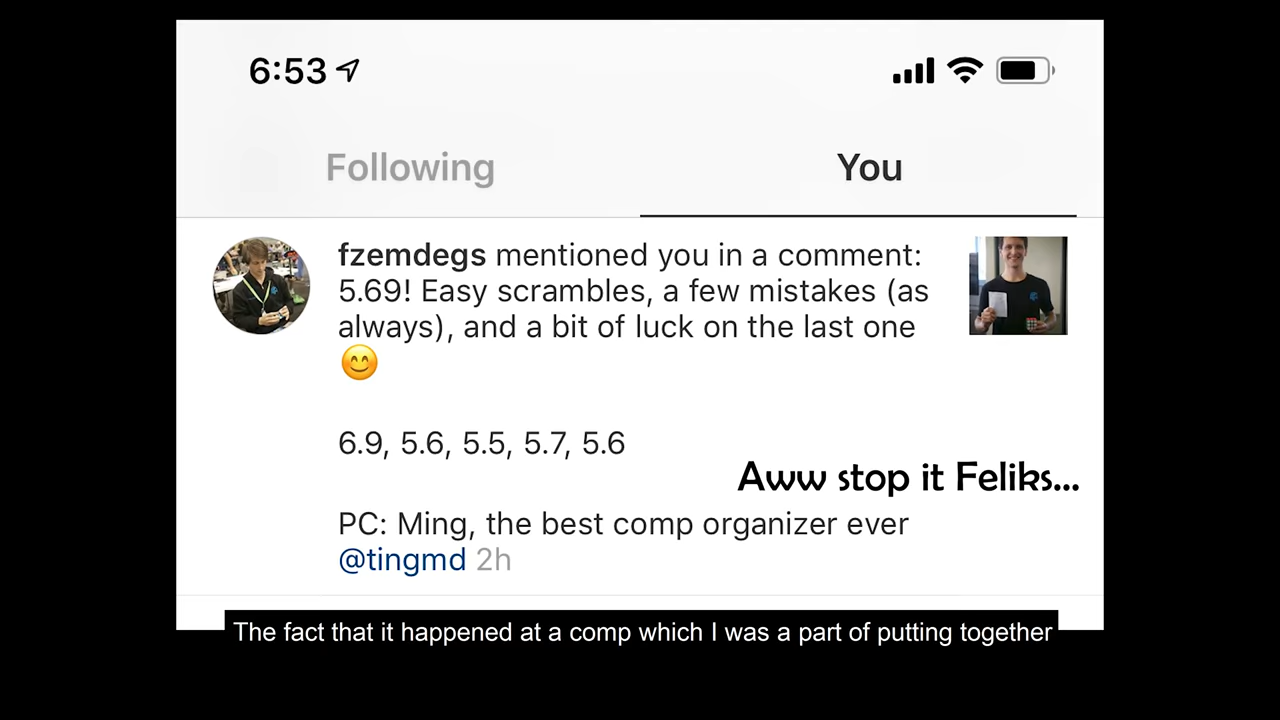 6:53
Following
You
fzemdegs mentioned you in a comment:
5.69! Easy scrambles, a few mistakes (as
always), and a bit of luck on the last one
😊
6.9, 5.6, 5.5, 5.7, 5.6
Aww stop it Feliks...
PC: Ming, the best comp organizer ever
@tingmd 2h
The fact that it happened at a comp which I was a part of putting together